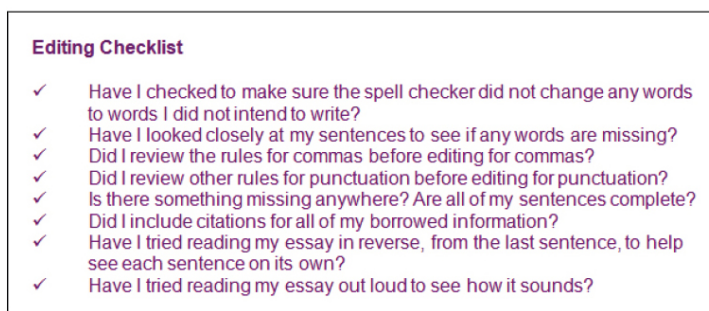 Editing Checklist
✓ Have I checked to make sure the spell checker did not change any words
to words I did not intend to write?
✓ Have I looked closely at my sentences to see if any words are missing?
✓ Did I review the rules for commas before editing for commas?
✓ Did I review other rules for punctuation before editing for punctuation?
✓ Is there something missing anywhere? Are all of my sentences complete?
✓ Did I include citations for all of my borrowed information?
✓ Have I tried reading my essay in reverse, from the last sentence, to help
see each sentence on its own?
✓ Have I tried reading my essay out loud to see how it sounds?